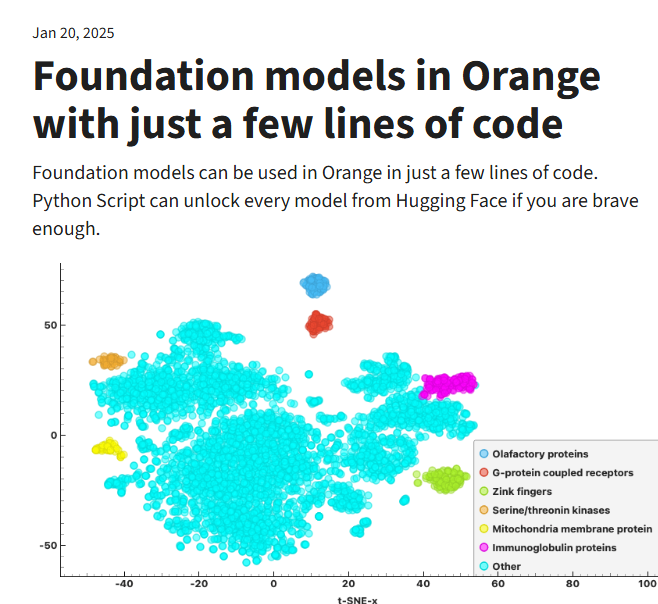 Jan 20, 2025
Foundation models in Orange
with just a few lines of code
Foundation models can be used in Orange in just a few lines of code.
Python Script can unlock every model from Hugging Face if you are brave
enough.
50
0
-50
Olafactory proteins
G-protein coupled receptors
Zink fingers
Serine/threonin kinases
Mitochondria membrane protein
Immunoglobulin proteins
Other
-40 -20 0 20 40 60 80 100
t-SNE-x